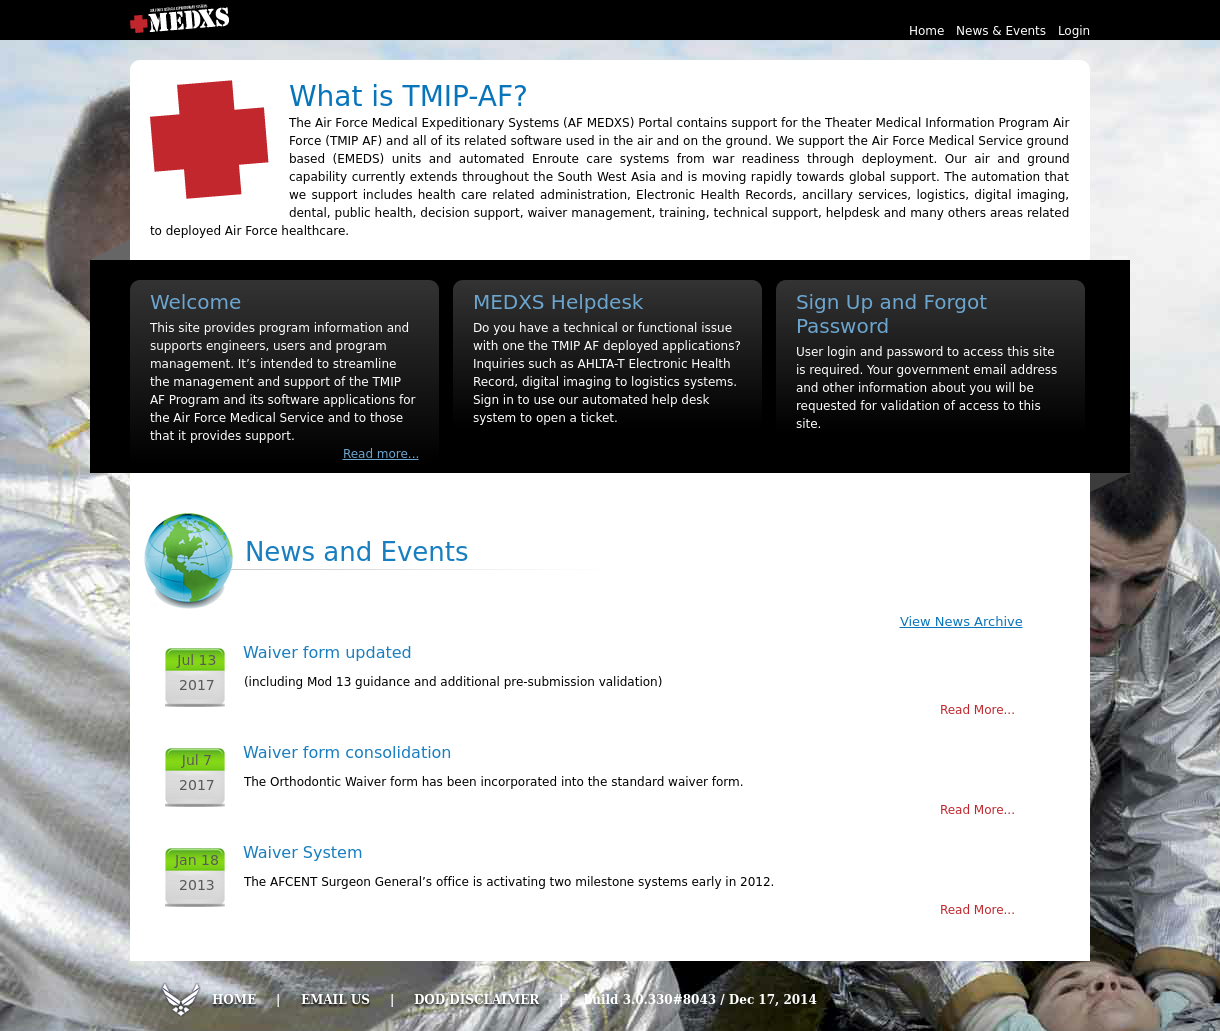 MEDXS
Home News & Events Login
What is TMIP-AF?
The Air Force Medical Expeditionary Systems (AF MEDXS) Portal contains support for the Theater Medical Information Program Air
Force (TMIP AF) and all of its related software used in the air and on the ground. We support the Air Force Medical Service ground
based (EMEDS) units and automated Enroute care systems from war readiness through deployment. Our air and ground
capability currently extends throughout the South West Asia and is moving rapidly towards global support. The automation that
we support includes health care related administration, Electronic Health Records, ancillary services, logistics, digital imaging,
dental, public health, decision support, waiver management, training, technical support, helpdesk and many others areas related
to deployed Air Force healthcare.
Welcome
This site provides program information and
supports engineers, users and program
management. It’s intended to streamline
the management and support of the TMIP
AF Program and its software applications for
the Air Force Medical Service and to those
that it provides support.
Read more...
MEDXS Helpdesk
Do you have a technical or functional issue
with one the TMIP AF deployed applications?
Inquiries such as AHLTA-T Electronic Health
Record, digital imaging to logistics systems.
Sign in to use our automated help desk
system to open a ticket.
Sign Up and Forgot
Password
User login and password to access this site
is required. Your government email address
and other information about you will be
requested for validation of access to this
site.
News and Events
View News Archive
Jul 13
2017
Waiver form updated
(including Mod 13 guidance and additional pre-submission validation)
Read More...
Jul 7
2017
Waiver form consolidation
The Orthodontic Waiver form has been incorporated into the standard waiver form.
Read More...
Jan 18
2013
Waiver System
The AFCENT Surgeon General’s office is activating two milestone systems early in 2012.
Read More...
HOME | EMAIL US | DOD DISCLAIMER | Build 3.0.330#8043 / Dec 17, 2014